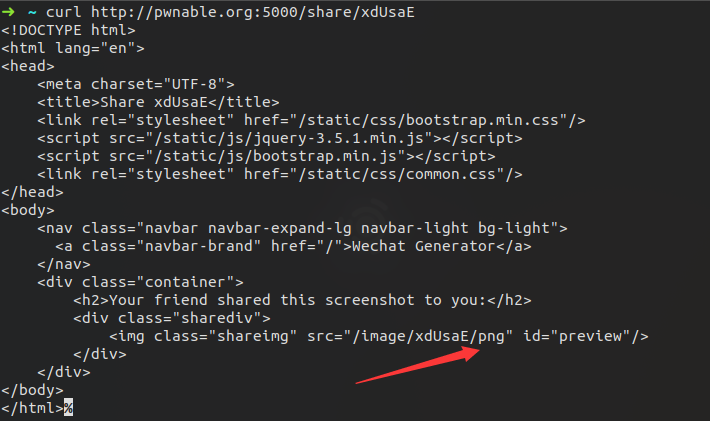 ➜ ~ curl http://pwnable.org:5000/share/xdUsaE
<!DOCTYPE html>
<html lang="en">
<head>
    <meta charset="UTF-8">
    <title>Share xdUsaE</title>
    <link rel="stylesheet" href="/static/css/bootstrap.min.css"/>
    <script src="/static/js/jquery-3.5.1.min.js"></script>
    <script src="/static/js/bootstrap.min.js"></script>
    <link rel="stylesheet" href="/static/css/common.css"/>
</head>
<body>
    <nav class="navbar navbar-expand-lg navbar-light bg-light">
      <a class="navbar-brand" href="/">Wechat Generator</a>
    </nav>
    <div class="container">
        <h2>Your friend shared this screenshot to you:</h2>
        <div class="sharediv">
            <img class="shareimg" src="/image/xdUsaE/png" id="preview"/>
        </div>
    </div>
</body>
</html>%